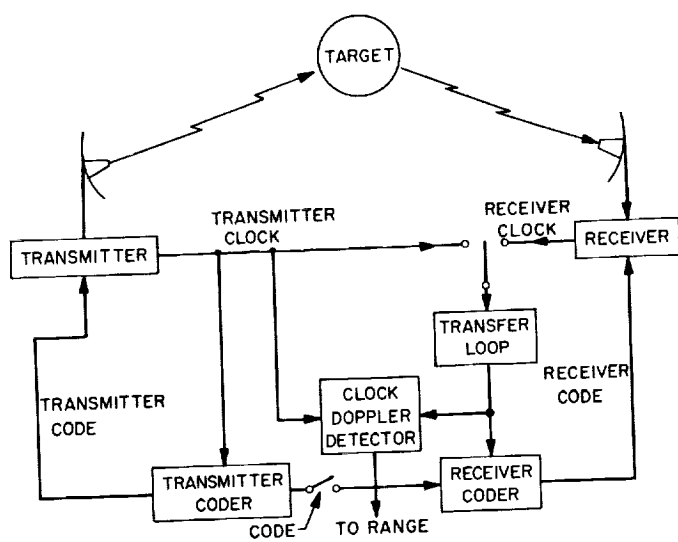 TARGET
TRANSMITTER
CLOCK
RECEIVER
CLOCK
TRANSMITTER
RECEIVER
TRANSFER
LOOP
TRANSMITTER
CODE
CLOCK
DOPPLER
DETECTOR
RECEIVER
CODE
TRANSMITTER
CODER
CODE
RECEIVER
CODER
TO RANGE